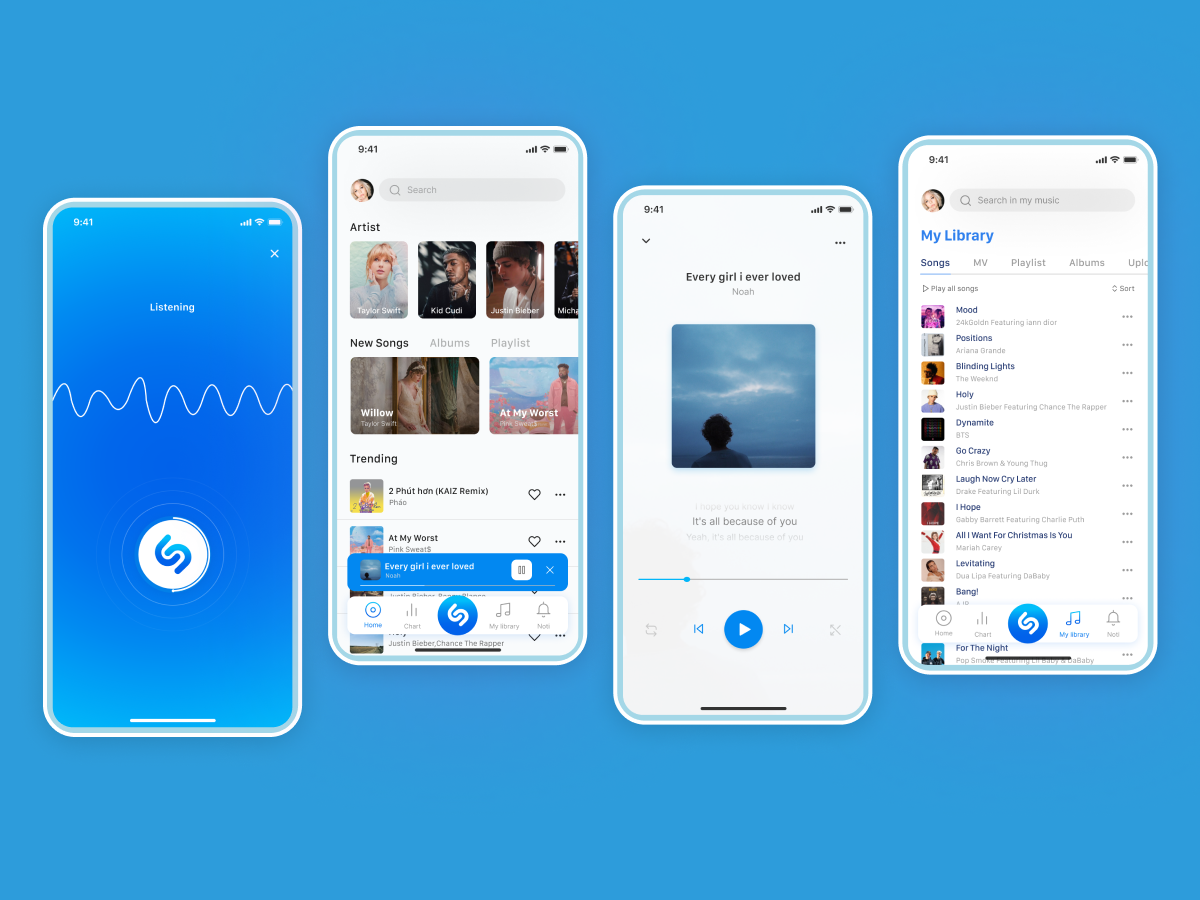 9:41
Listening
9:41
Search
Artist
Taylor Swift
Kid Cudi
Justin Bieber
Micha
New Songs
Albums
Playlist
Willow
Taylor Swift
At My Worst
Pink Sweat$
Trending
2 Phút hơn (KAIZ Remix)
Pháo
At My Worst
Pink Sweat$
Every girl i ever loved
Noah
Home
Chart
My library
Noti
Holy
Justin Bieber,Chance The Rapper
9:41
Every girl i ever loved
Noah
I hope you know I know
It's all because of you
Yeah, it's all because of you
9:41
Search in my music
My Library
Songs
MV
Playlist
Albums
Uplo
Play all songs
Sort
Mood
24kGoldn Featuring iann dior
Positions
Ariana Grande
Blinding Lights
The Weeknd
Holy
Justin Bieber Featuring Chance The Rapper
Dynamite
BTS
Go Crazy
Chris Brown & Young Thug
Laugh Now Cry Later
Drake Featuring Lil Durk
I Hope
Gabby Barrett Featuring Charlie Puth
All I Want For Christmas Is You
Mariah Carey
Levitating
Dua Lipa Featuring DaBaby
Bang!
AJR
Home
Chart
My library
Noti
For The Night
Pop Smoke Featuring Lil Baby & DaBaby